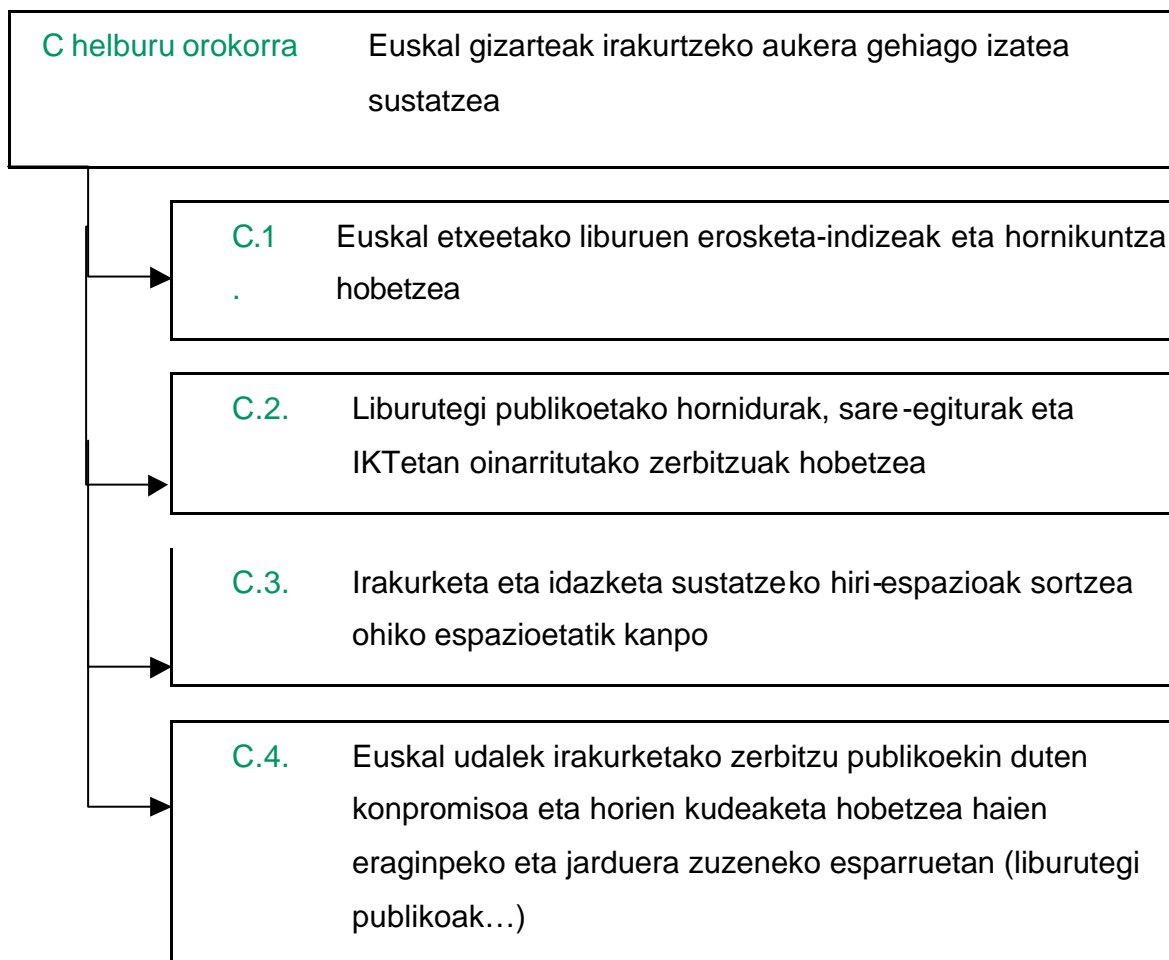 C helburu orokorra Euskal gizarteak irakurtzeko aukera gehiago izatea
sustatzea
C.1 Euskal etxeetako liburuen erosketa-indizeak eta hornikuntza
. hobetzea
C.2. Liburutegi publikoetako hornidurak, sare-egiturak eta
IKTetan oinarritutako zerbitzuak hobetzea
C.3. Irakurketa eta idazketa sustatzeko hiri-espazioak sortzea
ohiko espazioetatik kanpo
C.4. Euskal udalek irakurketako zerbitzu publikoekin duten
konpromisoa eta horien kudeaketa hobetzea haien
eraginpeko eta jarduera zuzeneko esparruetan (liburutegi
publikoak…)